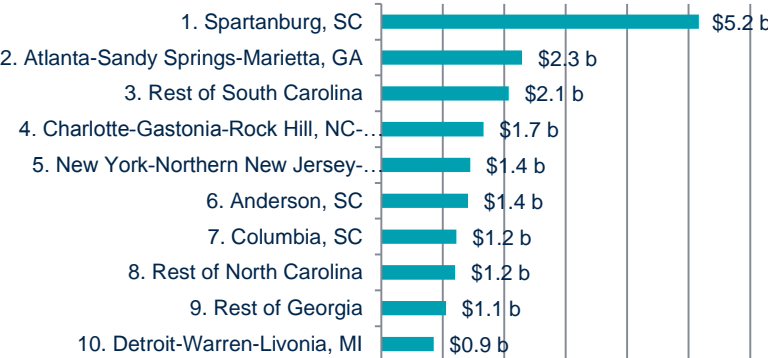 1. Spartanburg, SC $5.2 b
2. Atlanta-Sandy Springs-Marietta, GA $2.3 b
3. Rest of South Carolina $2.1 b
4. Charlotte-Gastonia-Rock Hill, NC-… $1.7 b
5. New York-Northern New Jersey-… $1.4 b
6. Anderson, SC $1.4 b
7. Columbia, SC $1.2 b
8. Rest of North Carolina $1.2 b
9. Rest of Georgia $1.1 b
10. Detroit-Warren-Livonia, MI $0.9 b